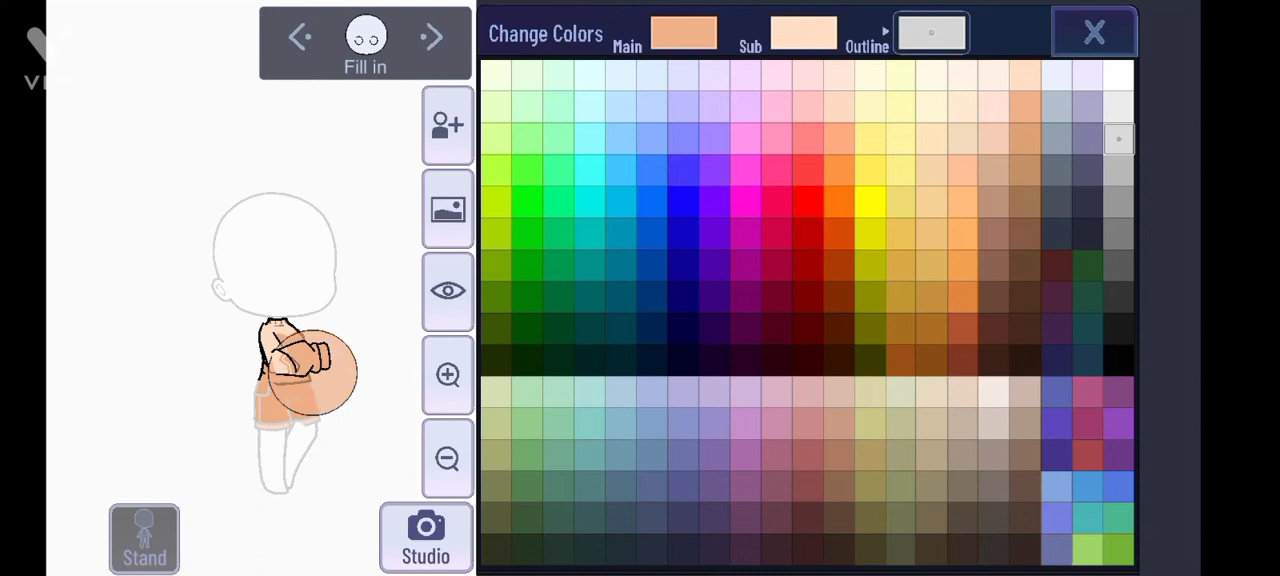 Change Colors
Main
Sub
Outline
X
Fill in
Stand
Studio